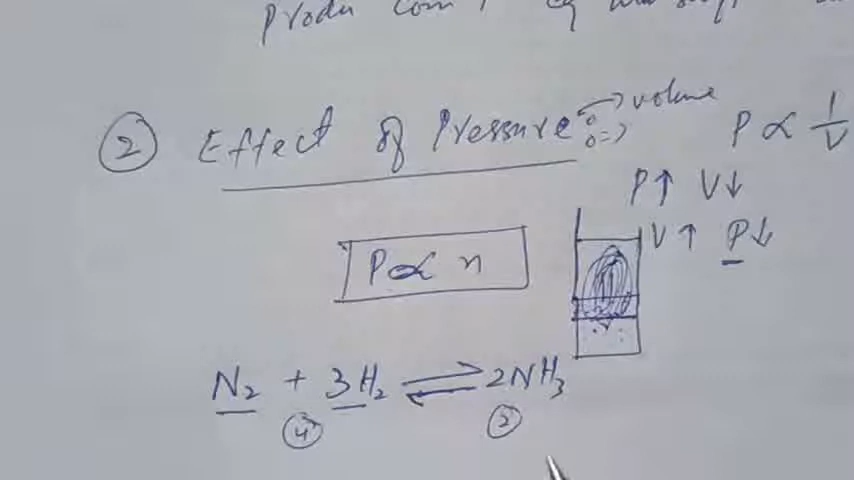 ② Effect of Pressure :→ volume
P ∝ 1/V
P↑ V↓
V↑ P↓
P ∝ n
N₂ + 3H₂ ⇌ 2NH₃
④ ②